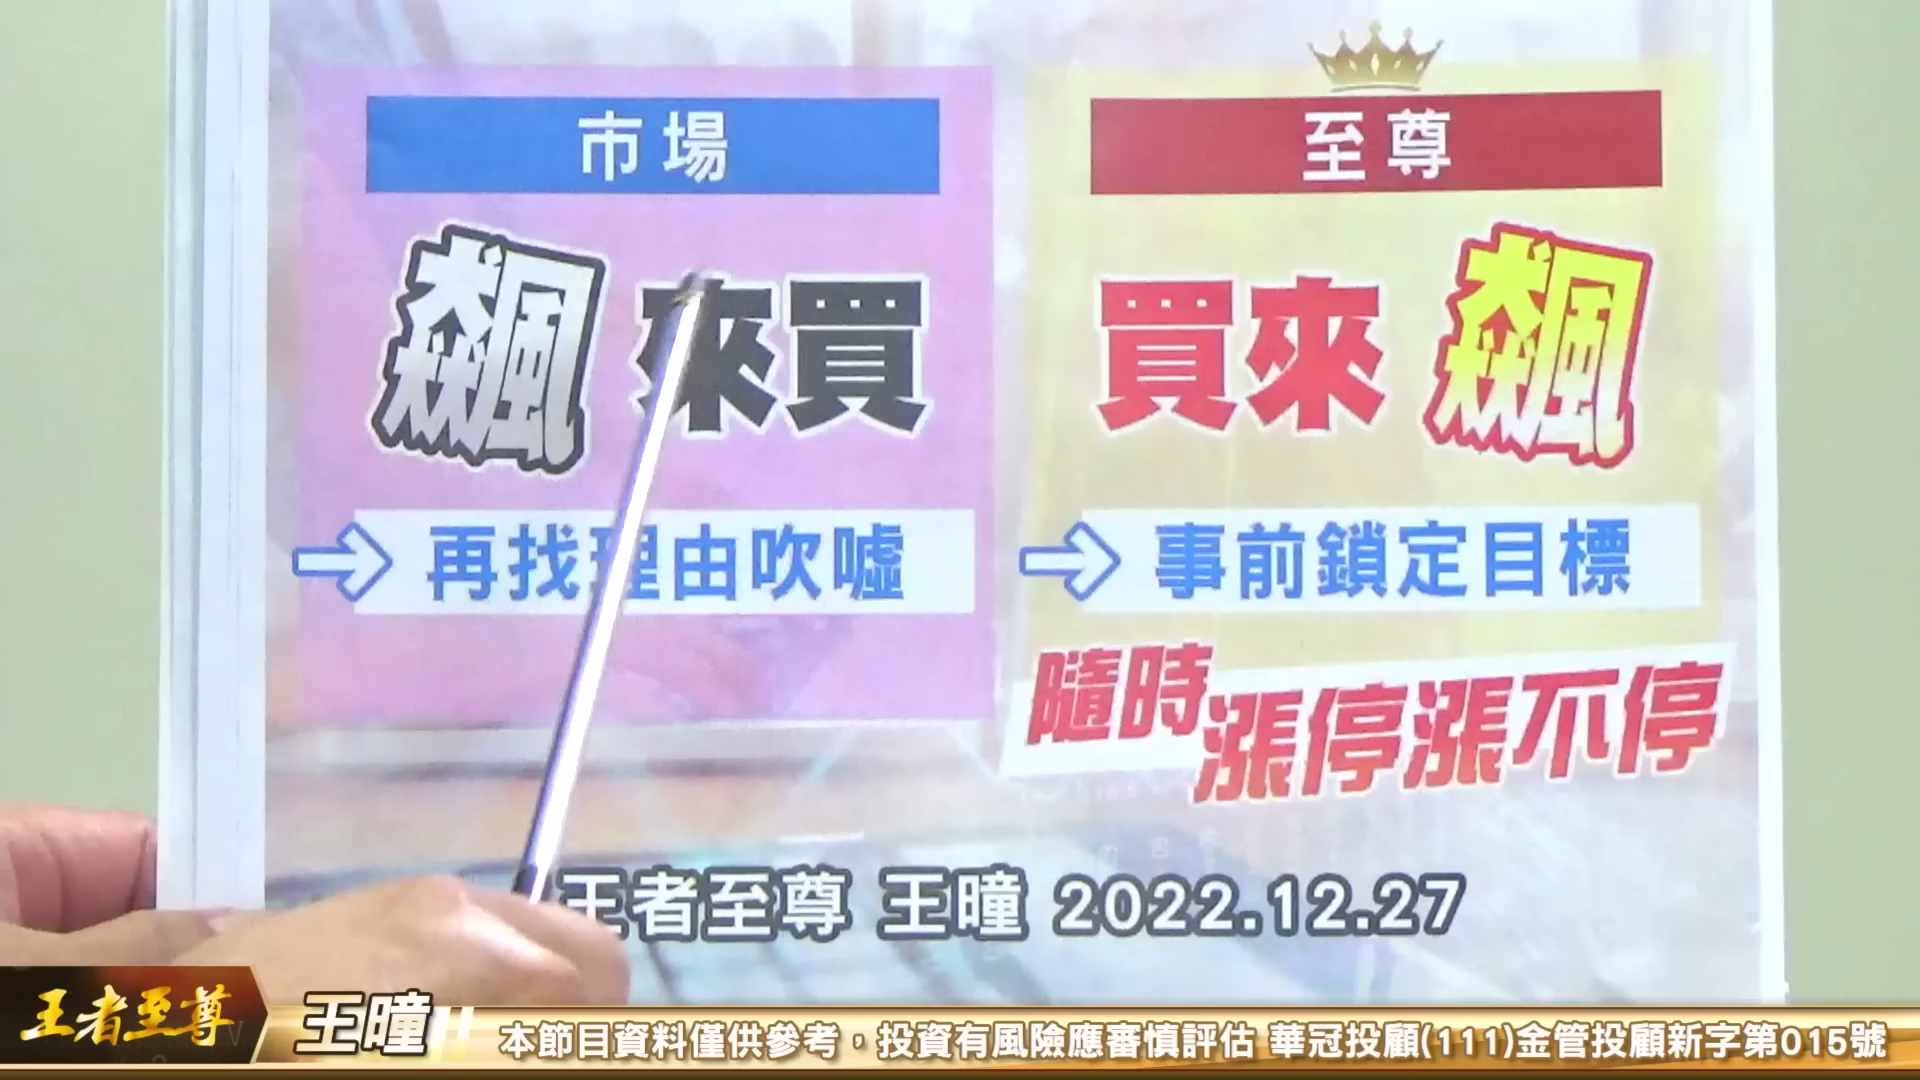 市場
飆來買
再找理由吹噓
至尊
買來飆
事前鎖定目標
隨時漲停漲不停
王者至尊 王曈 2022.12.27
王者至尊
王曈
本節目資料僅供參考，投資有風險應審慎評估 華冠投顧(111)金管投顧新字第015號